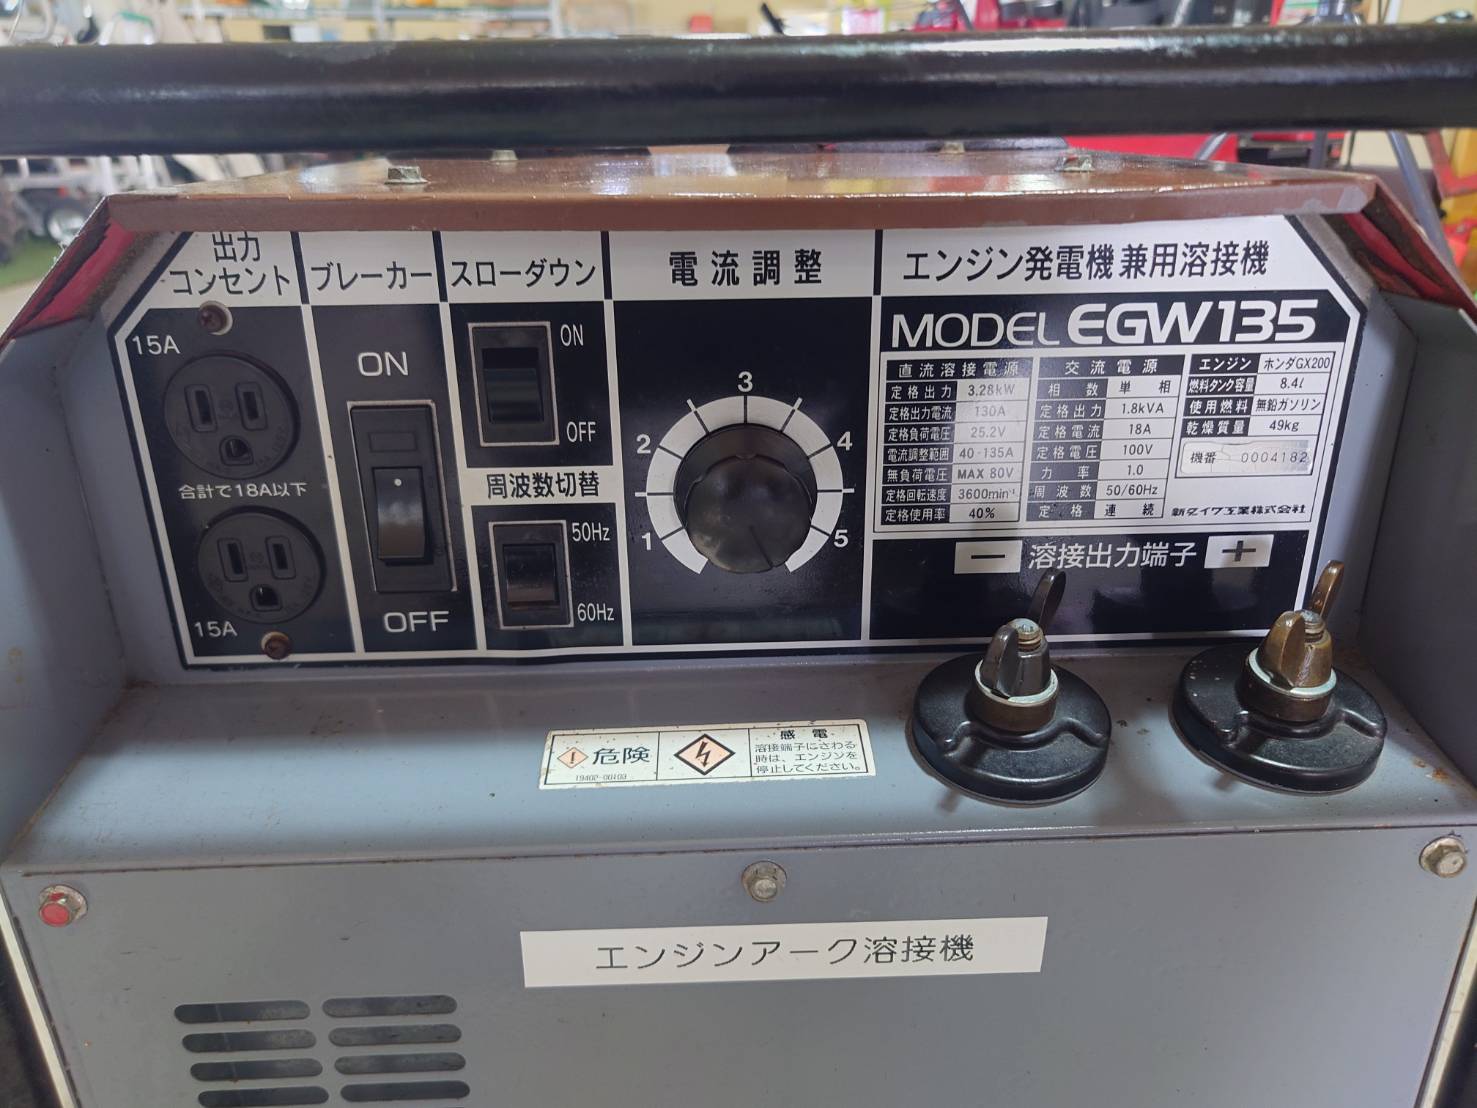 出力
コンセント
ブレーカー
スローダウン
電流調整
エンジン発電機兼用溶接機
15A
合計で18A以下
15A
ON
OFF
ON
OFF
周波数切替
50Hz
60Hz
1
2
3
4
5
MODEL EGW135
直流溶接電源
定格出力 3.28kW
定格出力電流 130A
定格負荷電圧 25.2V
電流調整範囲 40-135A
無負荷電圧 MAX 80V
定格回転速度 3600min⁻¹
定格使用率 40%
交流電源
相数 単相
定格出力 1.8kVA
定格電流 18A
定格電圧 100V
力率 1.0
周波数 50/60Hz
定格 連続
エンジン ホンダGX200
燃料タンク容量 8.4ℓ
使用燃料 無鉛ガソリン
乾燥質量 49kg
機番 0004182
新ダイワ工業株式会社
− 溶接出力端子 +
危険
19402-00103
感電
溶接端子にさわる
時は、エンジンを
停止してください。
エンジンアーク溶接機